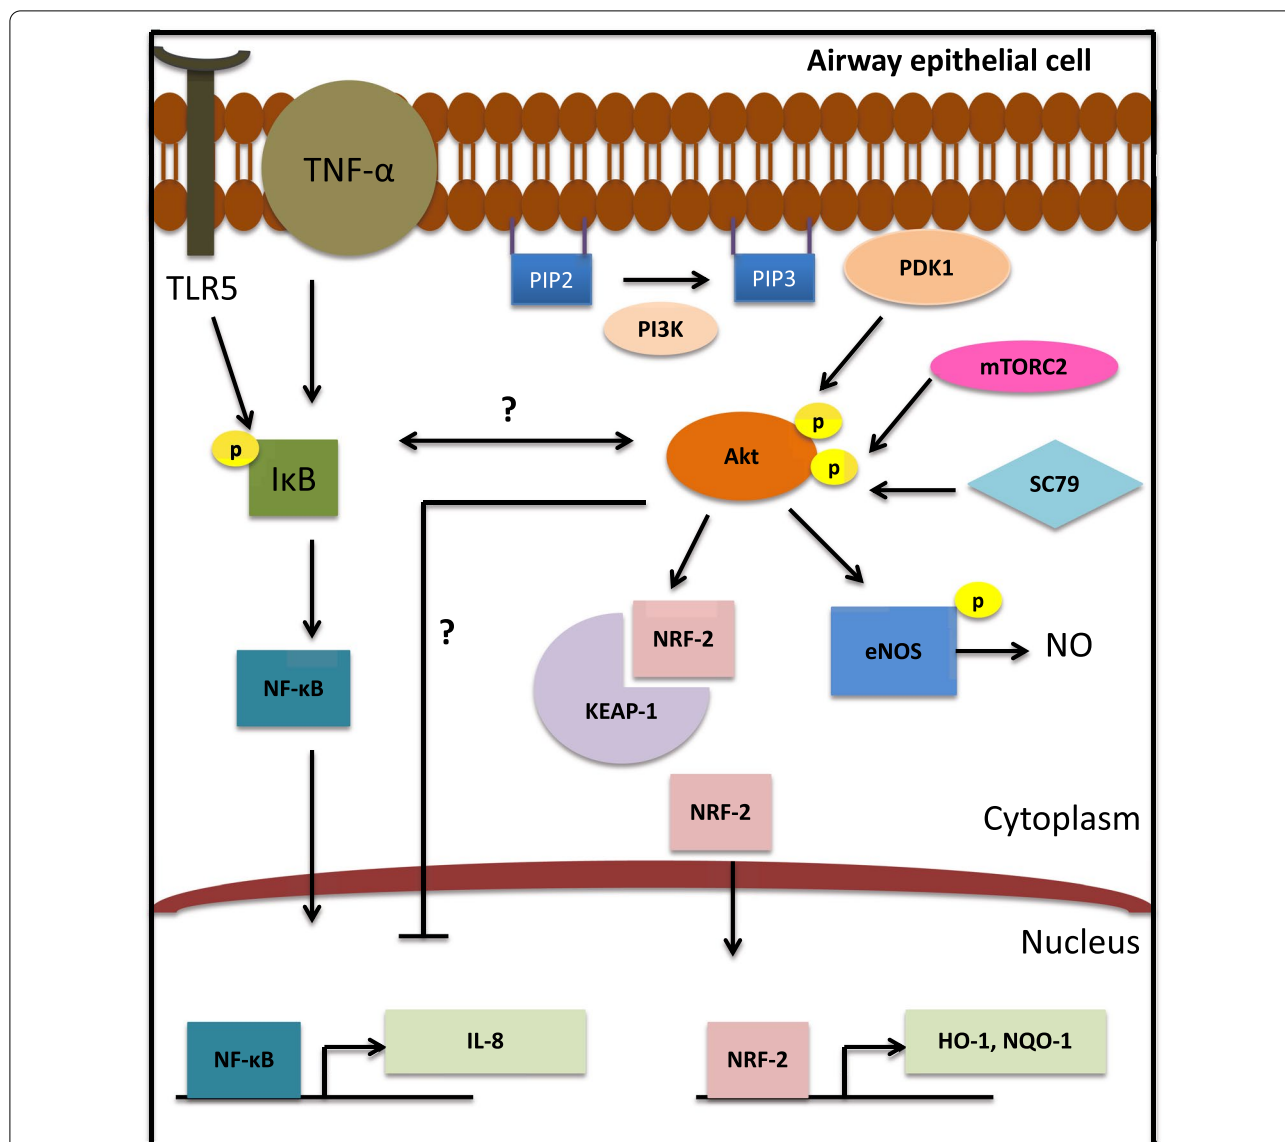 Airway epithelial cell
TNF-α
TLR5
PIP2
PIP3
PDK1
PI3K
mTORC2
?
p
Akt
p
p
IκB
SC79
p
?
NRF-2
eNOS
NO
NF-κB
KEAP-1
NRF-2
Cytoplasm
Nucleus
NF-κB
IL-8
NRF-2
HO-1, NQO-1